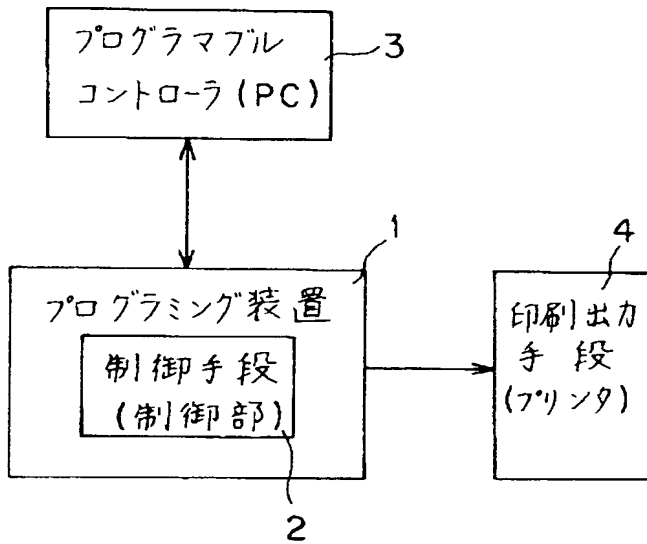 プログラマブル
コントローラ(PC)
3
1
プログラミング装置
制御手段
(制御部)
2
4
印刷出力
手段
(プリンタ)